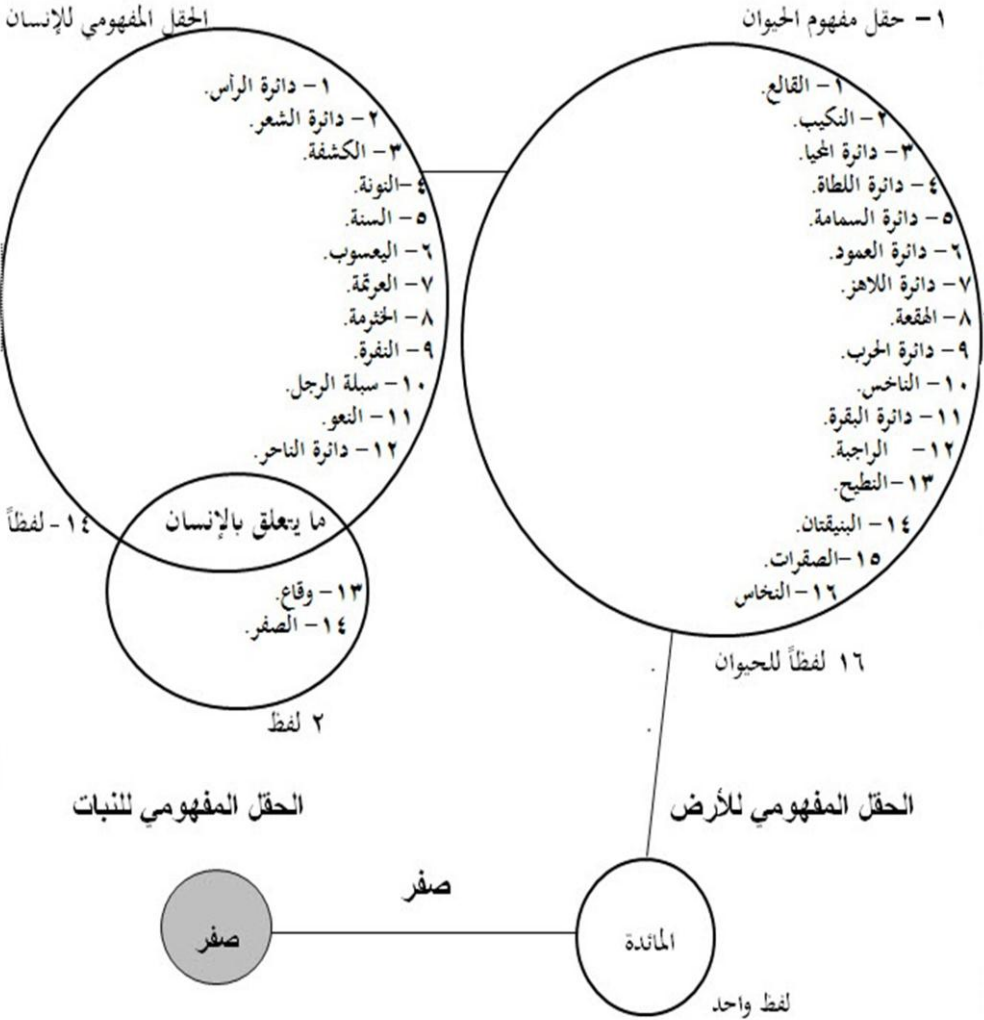 ١- حقل مفهوم الحيوان
١- القالع.
٢- النكيب.
٣- دائرة المحيا.
٤- دائرة اللطاة.
٥- دائرة السمامة.
٦- دائرة العمود.
٧- دائرة اللاهز.
٨- الهقعة.
٩- دائرة الحرب.
١٠- الناخس.
١١- دائرة البقرة.
١٢- الراجبة.
١٣-النطيح.
١٤- البنيقتان.
١٥-الصقرات.
١٦-النخاس
١٦ لفظاً للحيوان
الحقل المفهومي للإنسان
١- دائرة الرأس.
٢- دائرة الشعر.
٣- الكشفة.
٤-النونة.
٥- السنة.
٦- اليعسوب.
٧- العرتمة.
٨- الخثرمة.
٩- النفرة.
١٠- سبلة الرجل.
١١- النعو.
١٢- دائرة الناحر.
ما يتعلق بالإنسان
١٤- لفظاً
١٣- وقاع.
١٤- الصفر.
٢ لفظ
الحقل المفهومي للأرض
المائدة
لفظ واحد
صفر
الحقل المفهومي للنبات
صفر